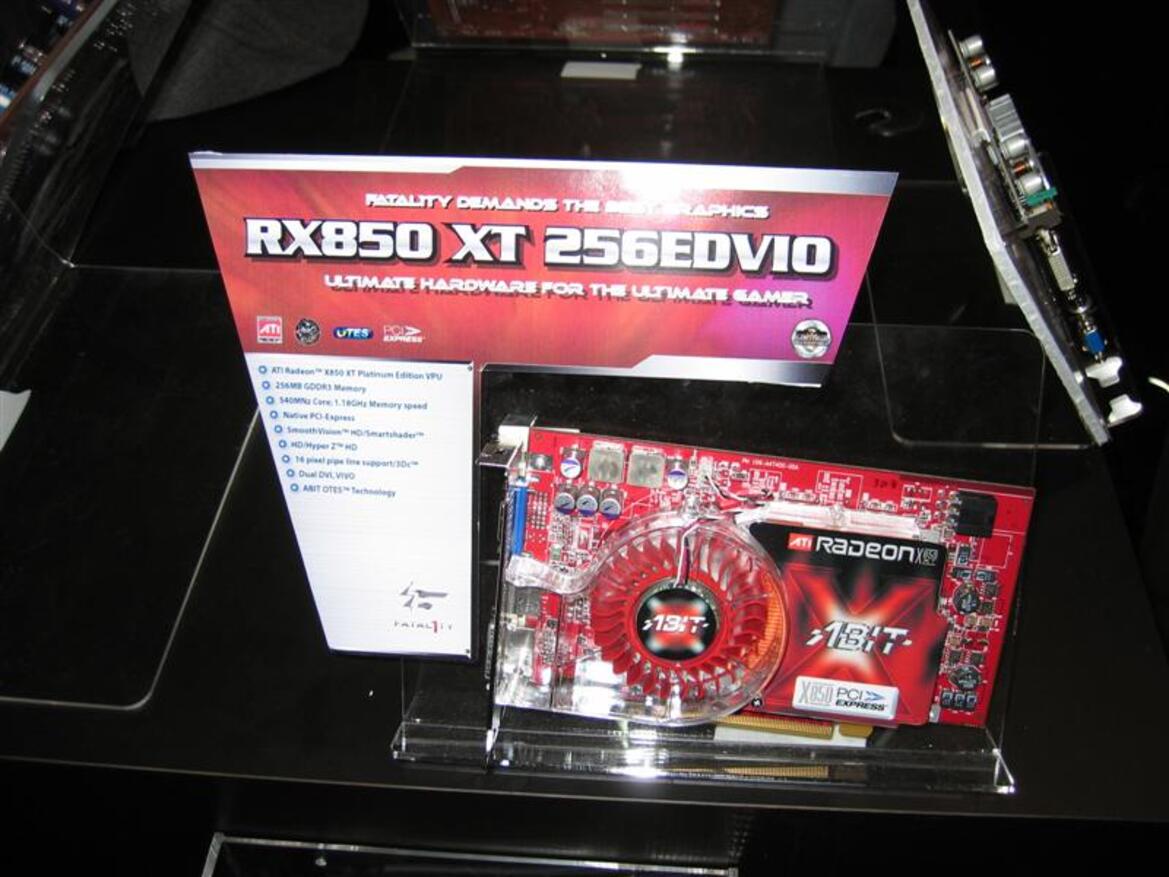 FATALITY DEMANDS THE BEST GRAPHICS
RX850 XT 256EDVIO
ULTIMATE HARDWARE FOR THE ULTIMATE GAMER
ATI
OTES
PCI EXPRESS
ATI Radeon™ X850 XT Platinum Edition VPU
256MB GDDR3 Memory
540MHz Core; 1.18GHz Memory speed
Native PCI-Express
SmoothVision™ HD/Smartshader™
HD/Hyper Z™ HD
16 pixel pipe line support/3Dc™
Dual DVI, VIVO
ABIT OTES™ Technology
FATAL1TY
ATI RADEON X850
ABIT
ABIT
X850 PCI EXPRESS